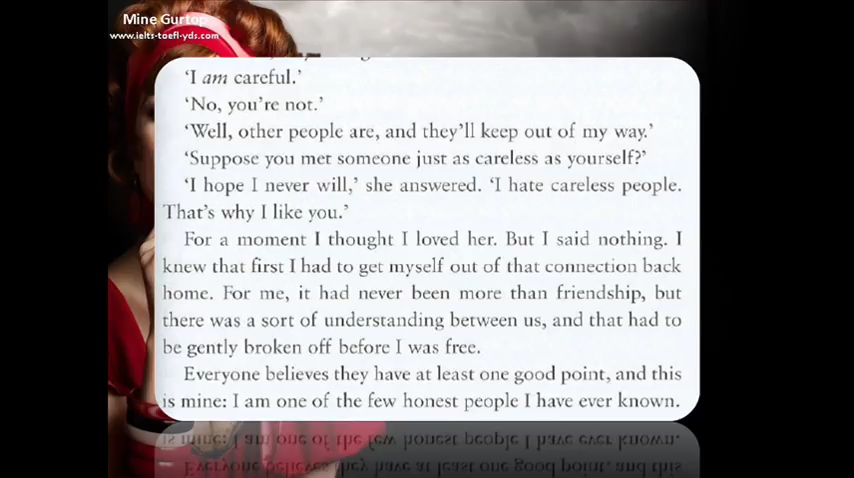 Mine Gurtop
www.ielts-toefl-yds.com
'I am careful.'
'No, you're not.'
'Well, other people are, and they'll keep out of my way.'
'Suppose you met someone just as careless as yourself?'
'I hope I never will,' she answered. 'I hate careless people.
That's why I like you.'
For a moment I thought I loved her. But I said nothing. I
knew that first I had to get myself out of that connection back
home. For me, it had never been more than friendship, but
there was a sort of understanding between us, and that had to
be gently broken off before I was free.
Everyone believes they have at least one good point, and this
is mine: I am one of the few honest people I have ever known.